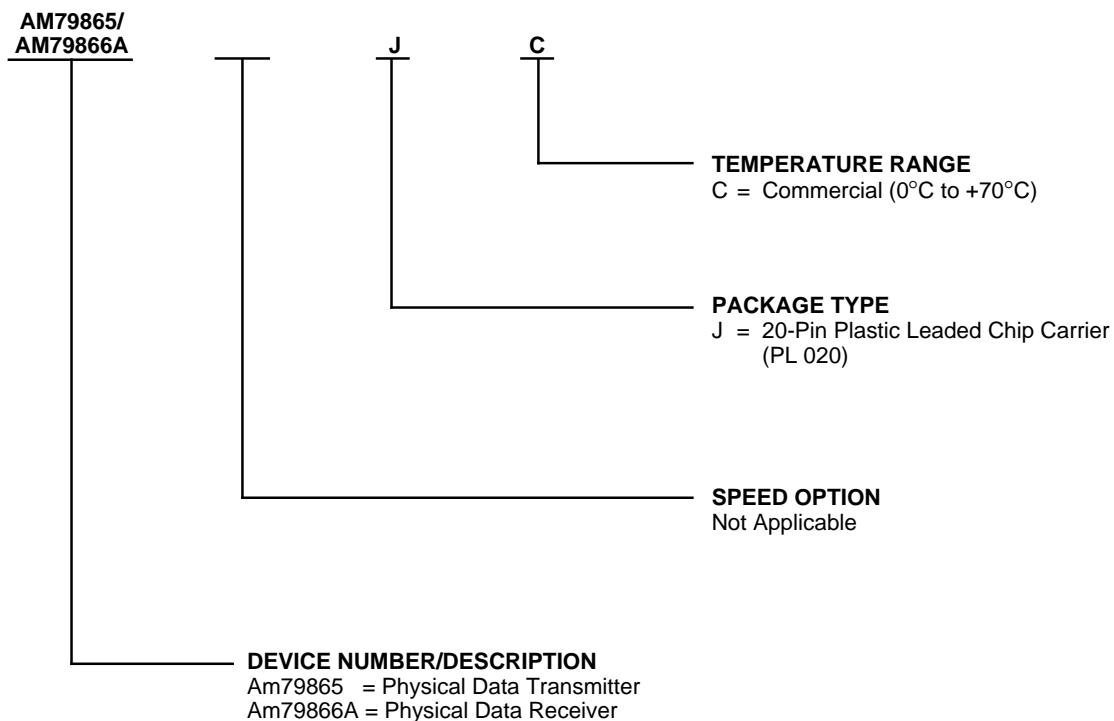 AM79865/
AM79866A
J
C
TEMPERATURE RANGE
C = Commercial (0°C to +70°C)
PACKAGE TYPE
J = 20-Pin Plastic Leaded Chip Carrier
(PL 020)
SPEED OPTION
Not Applicable
DEVICE NUMBER/DESCRIPTION
Am79865 = Physical Data Transmitter
Am79866A = Physical Data Receiver